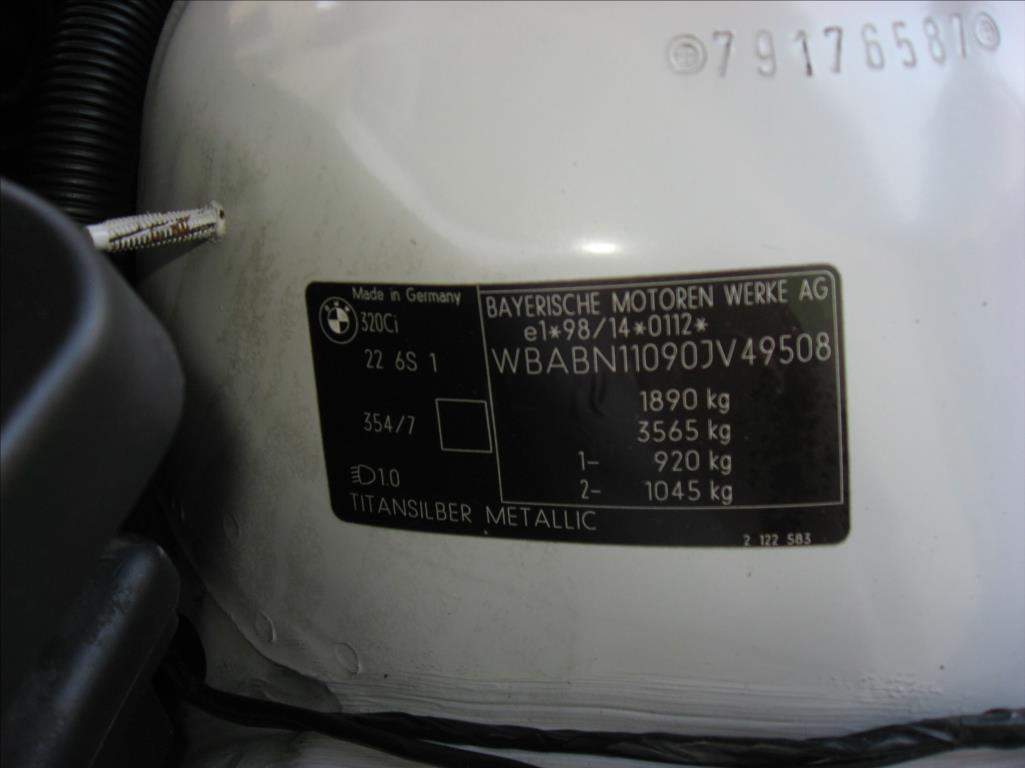 79176587
Made in Germany
320Ci
22 6S 1
354/7
1.0
TITANSILBER METALLIC
BAYERISCHE MOTOREN WERKE AG
e1*98/14*0112*
WBABN11090JV49508
1890 kg
3565 kg
1- 920 kg
2- 1045 kg
2 122 583